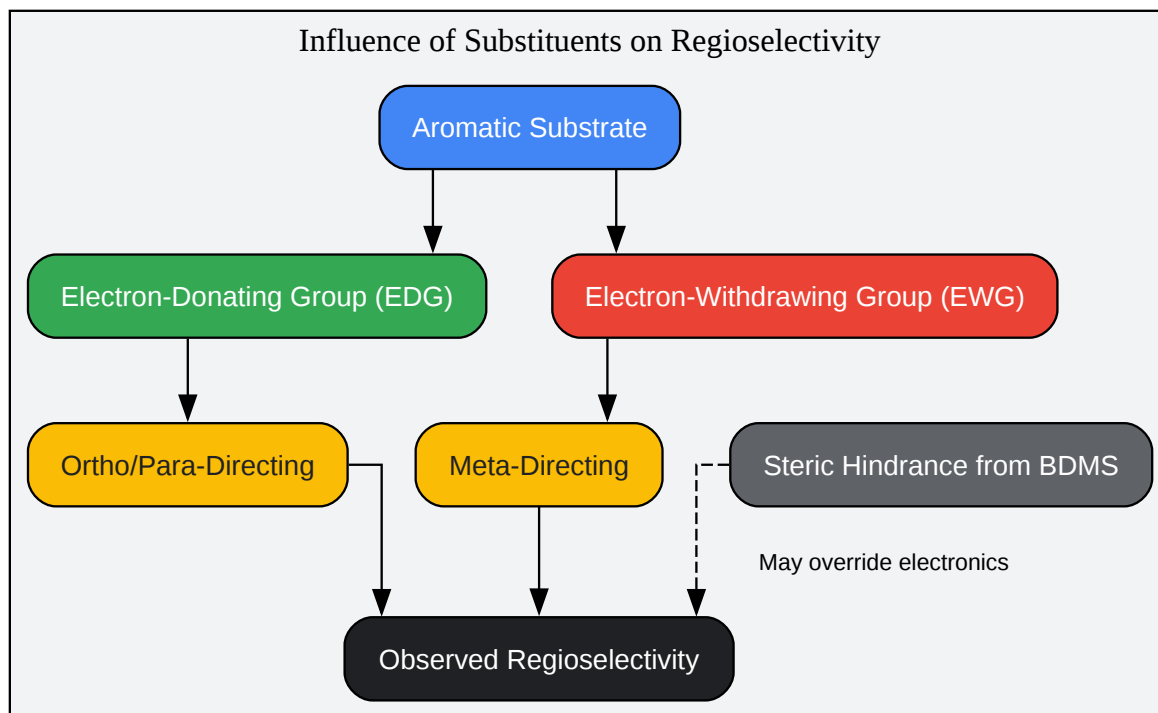 Influence of Substituents on Regioselectivity
Aromatic Substrate
Electron-Donating Group (EDG)
Electron-Withdrawing Group (EWG)
Ortho/Para-Directing
Meta-Directing
Steric Hindrance from BDMS
May override electronics
Observed Regioselectivity